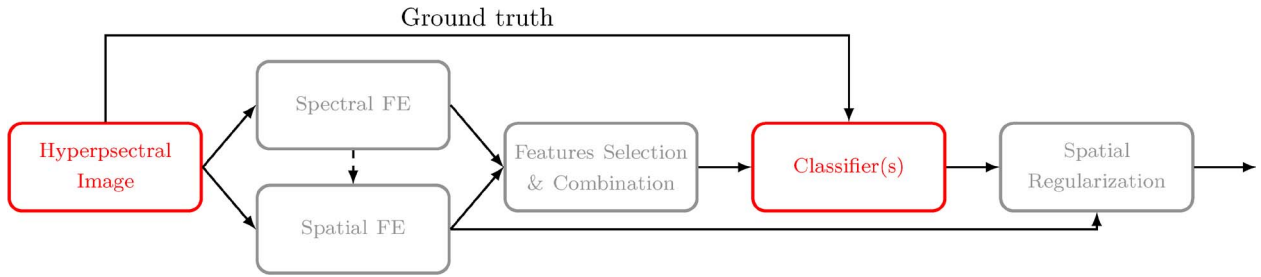 Ground truth
Spectral FE
Hyperpsectral
Image
Features Selection
& Combination
Classifier(s)
Spatial
Regularization
Spatial FE